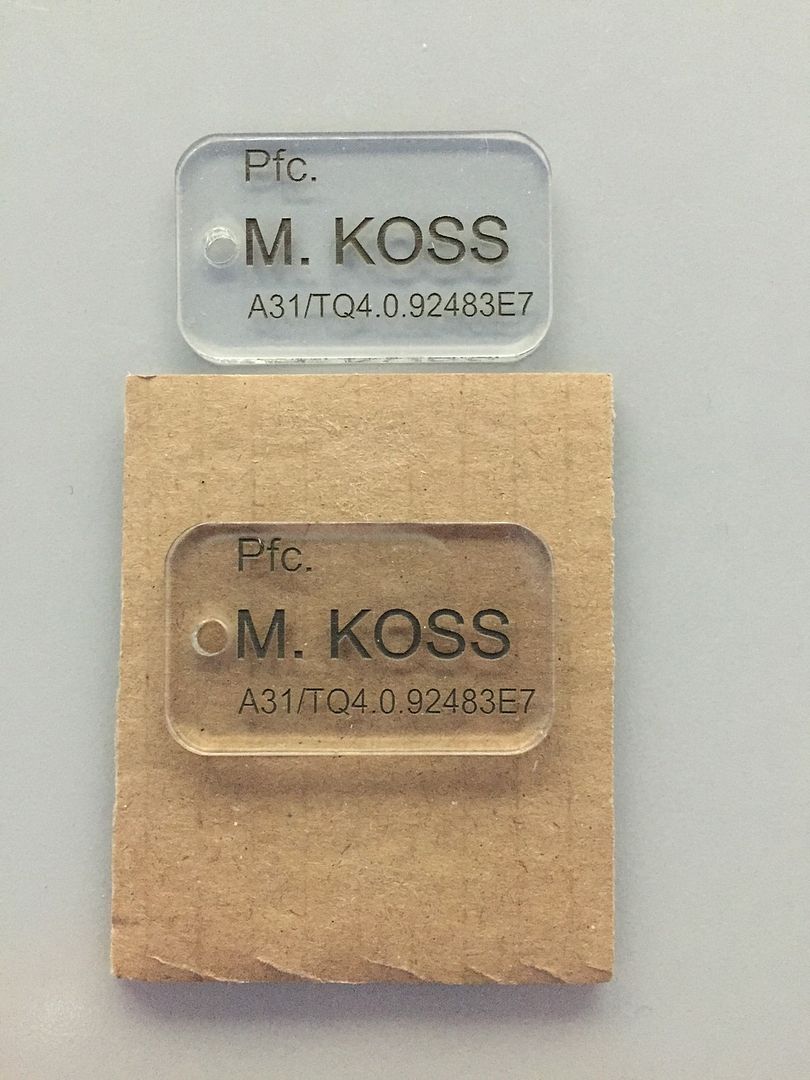 Pfc.
M. KOSS
A31/TQ4.0.92483E7
Pfc.
M. KOSS
A31/TQ4.0.92483E7